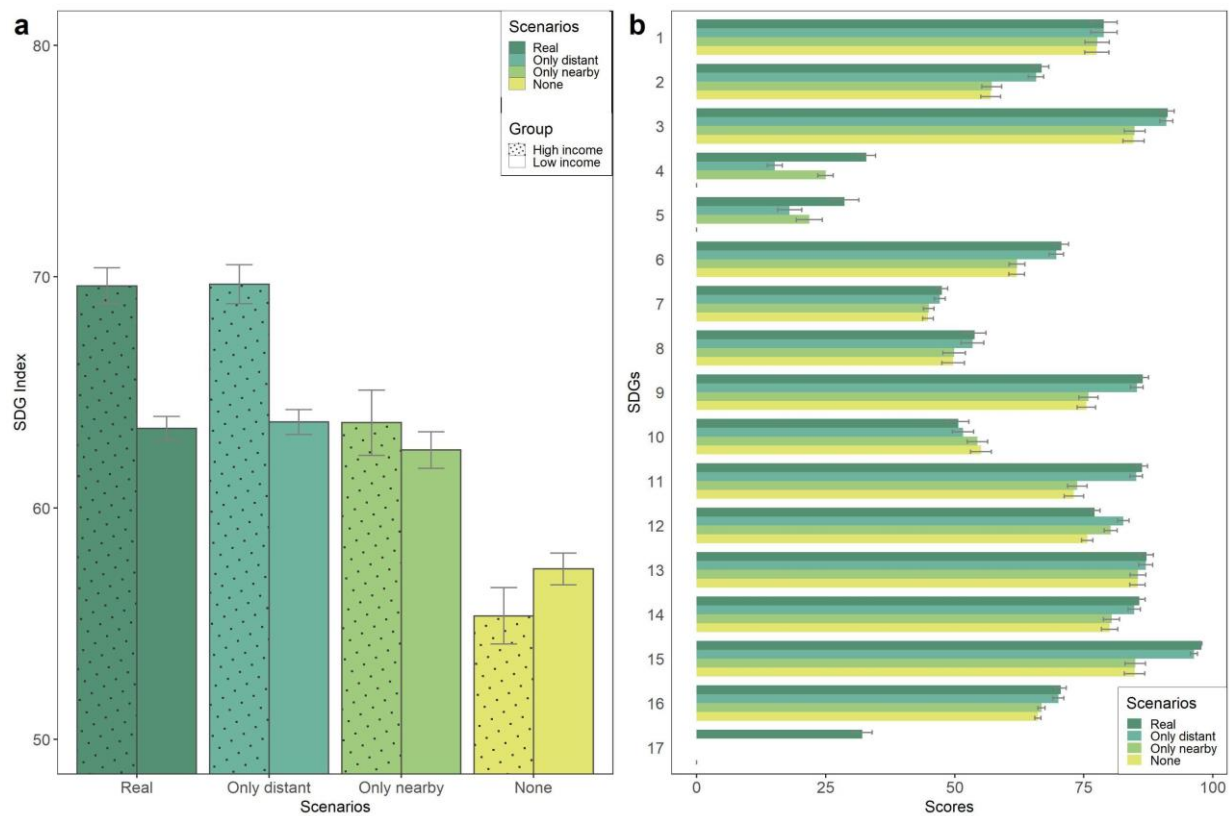 a
80
70
60
50
SDG Index
Scenarios
Real
Only distant
Only nearby
None
Group
High income
Low income
Real
Only distant
Only nearby
None
Scenarios
b
SDGs
1
2
3
4
5
6
7
8
9
10
11
12
13
14
15
16
17
Scenarios
Real
Only distant
Only nearby
None
0
25
50
75
100
Scores